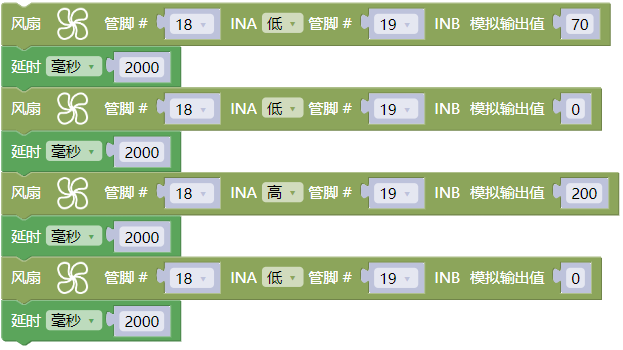 风扇 管脚 # 18 INA 低 管脚 # 19 INB 模拟输出值 70
延时 毫秒 2000
风扇 管脚 # 18 INA 低 管脚 # 19 INB 模拟输出值 0
延时 毫秒 2000
风扇 管脚 # 18 INA 高 管脚 # 19 INB 模拟输出值 200
延时 毫秒 2000
风扇 管脚 # 18 INA 低 管脚 # 19 INB 模拟输出值 0
延时 毫秒 2000